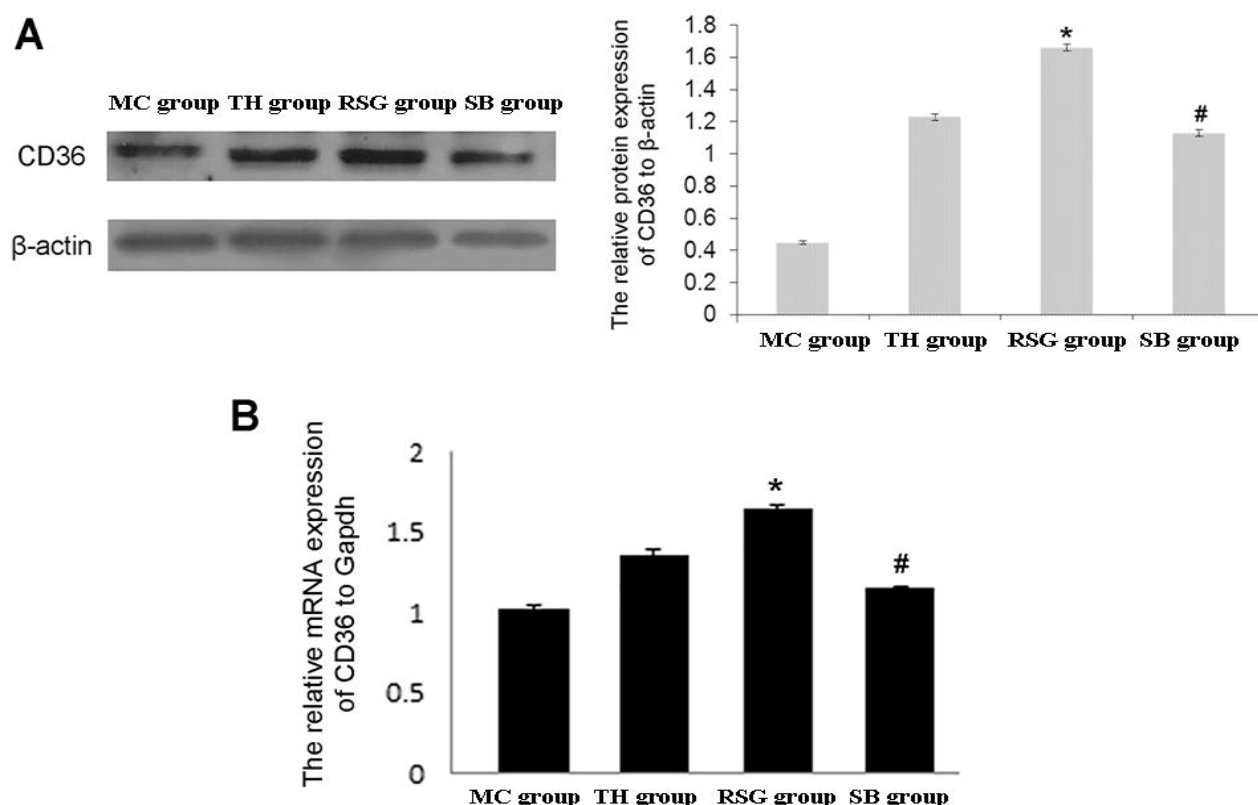 A
MC group TH group RSG group SB group
CD36
β-actin
The relative protein expression
of CD36 to β-actin
1.8
1.6
1.4
1.2
1
0.8
0.6
0.4
0.2
0
*
#
MC group TH group RSG group SB group
B
The relative mRNA expression
of CD36 to Gapdh
2
1.5
1
0.5
0
*
#
MC group TH group RSG group SB group